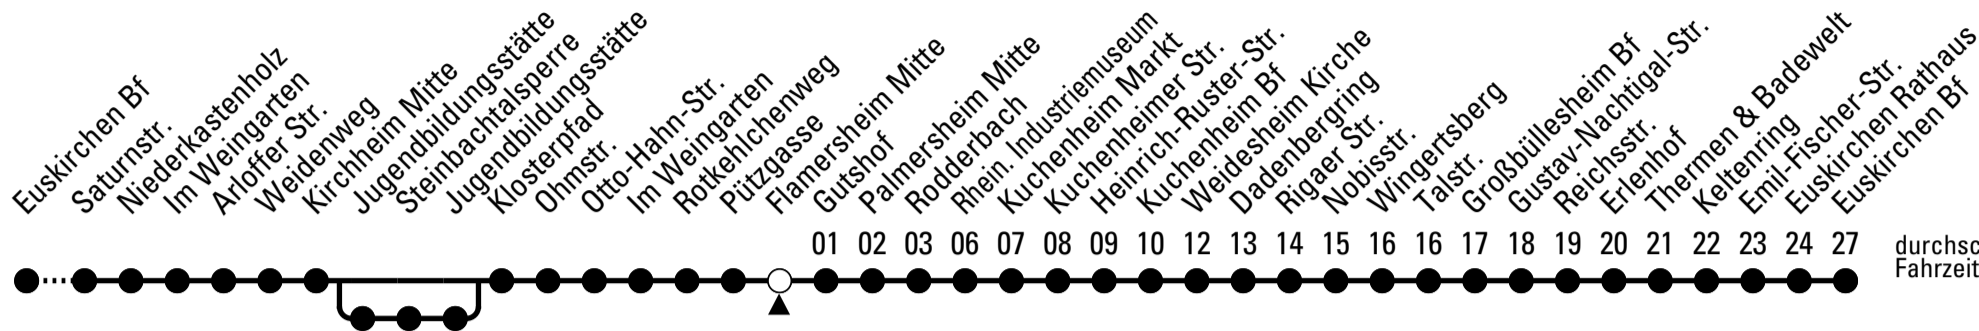 Euskirchen Bf
Saturnstr.
Niederkastenholz
Im Weingarten
Arloffer Str.
Weidenweg
Kirchheim Mitte
Jugendbildungsstätte
Steinbachtalsperre
Jugendbildungsstätte
Klosterpfad
Ohmstr.
Otto-Hahn-Str.
Im Weingarten
Rotkehlchenweg
Pützgasse
Flamersheim Mitte
Gutshof
Palmersheim Mitte
Rodderbach
Rhein. Industriemuseum
Kuchenheim Markt
Kuchenheimer Str.
Heinrich-Ruster-Str.
Kuchenheim Bf
Weidesheim Kirche
Dadenbergring
Rigaer Str.
Nobisstr.
Wingertsberg
Talstr.
Großbüllesheim Bf
Gustav-Nachtigal-Str.
Reichsstr.
Erlenhof
Thermen & Badewelt
Keltenring
Emil-Fischer-Str.
Euskirchen Rathaus
Euskirchen Bf
01 02 03 06 07 08 09 10 12 13 14 15 16 16 17 18 19 20 21 22 23 24 27
durchsc
Fahrzeit